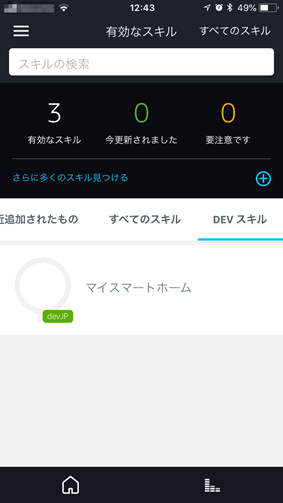 12:43
49%
有効なスキル
すべてのスキル
スキルの検索
3
0
0
有効なスキル
今更新されました
要注意です
さらに多くのスキル見つける
近追加されたもの
すべてのスキル
DEV スキル
マイスマートホーム
devJP